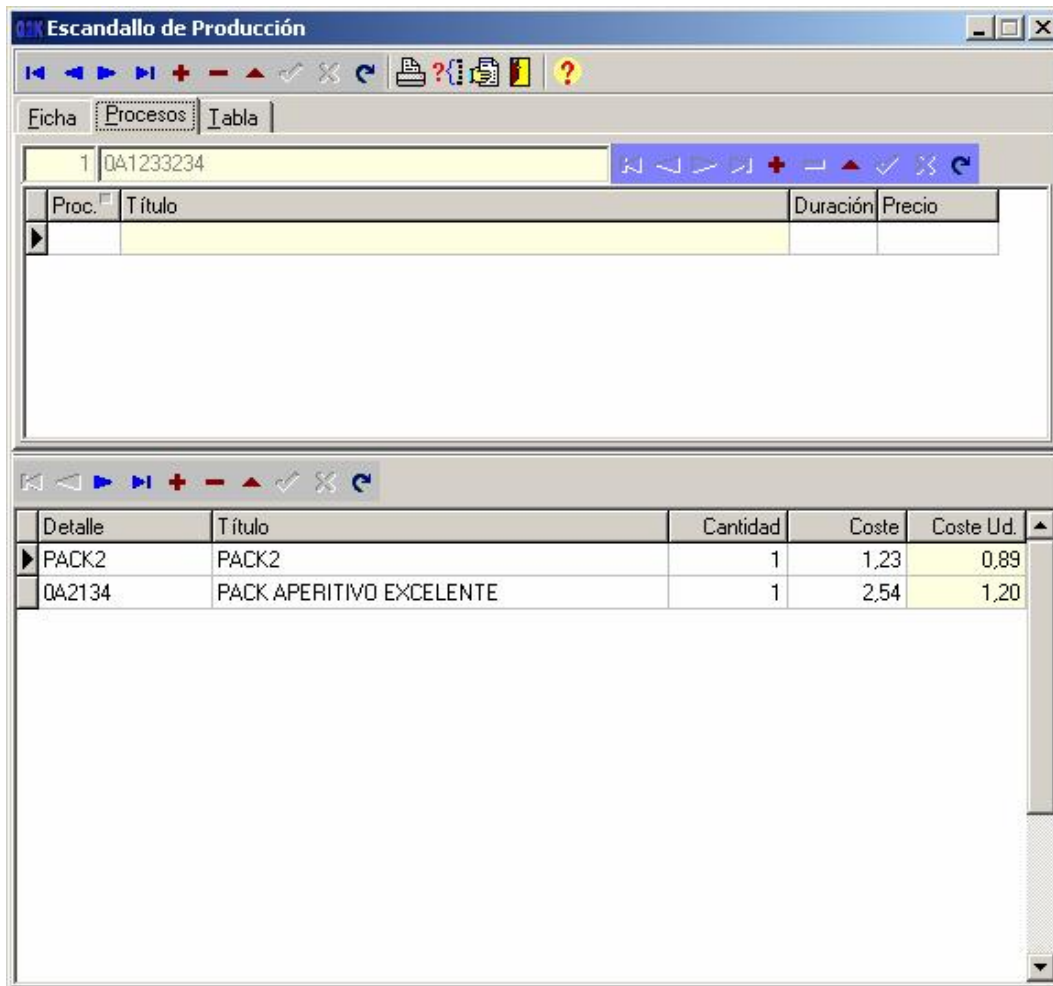 Escandallo de Producción
Ficha Procesos Tabla
1 0A1233234
Proc. Título Duración Precio
Detalle Título Cantidad Coste Coste Ud.
PACK2 PACK2 1 1,23 0,89
0A2134 PACK APERITIVO EXCELENTE 1 2,54 1,20